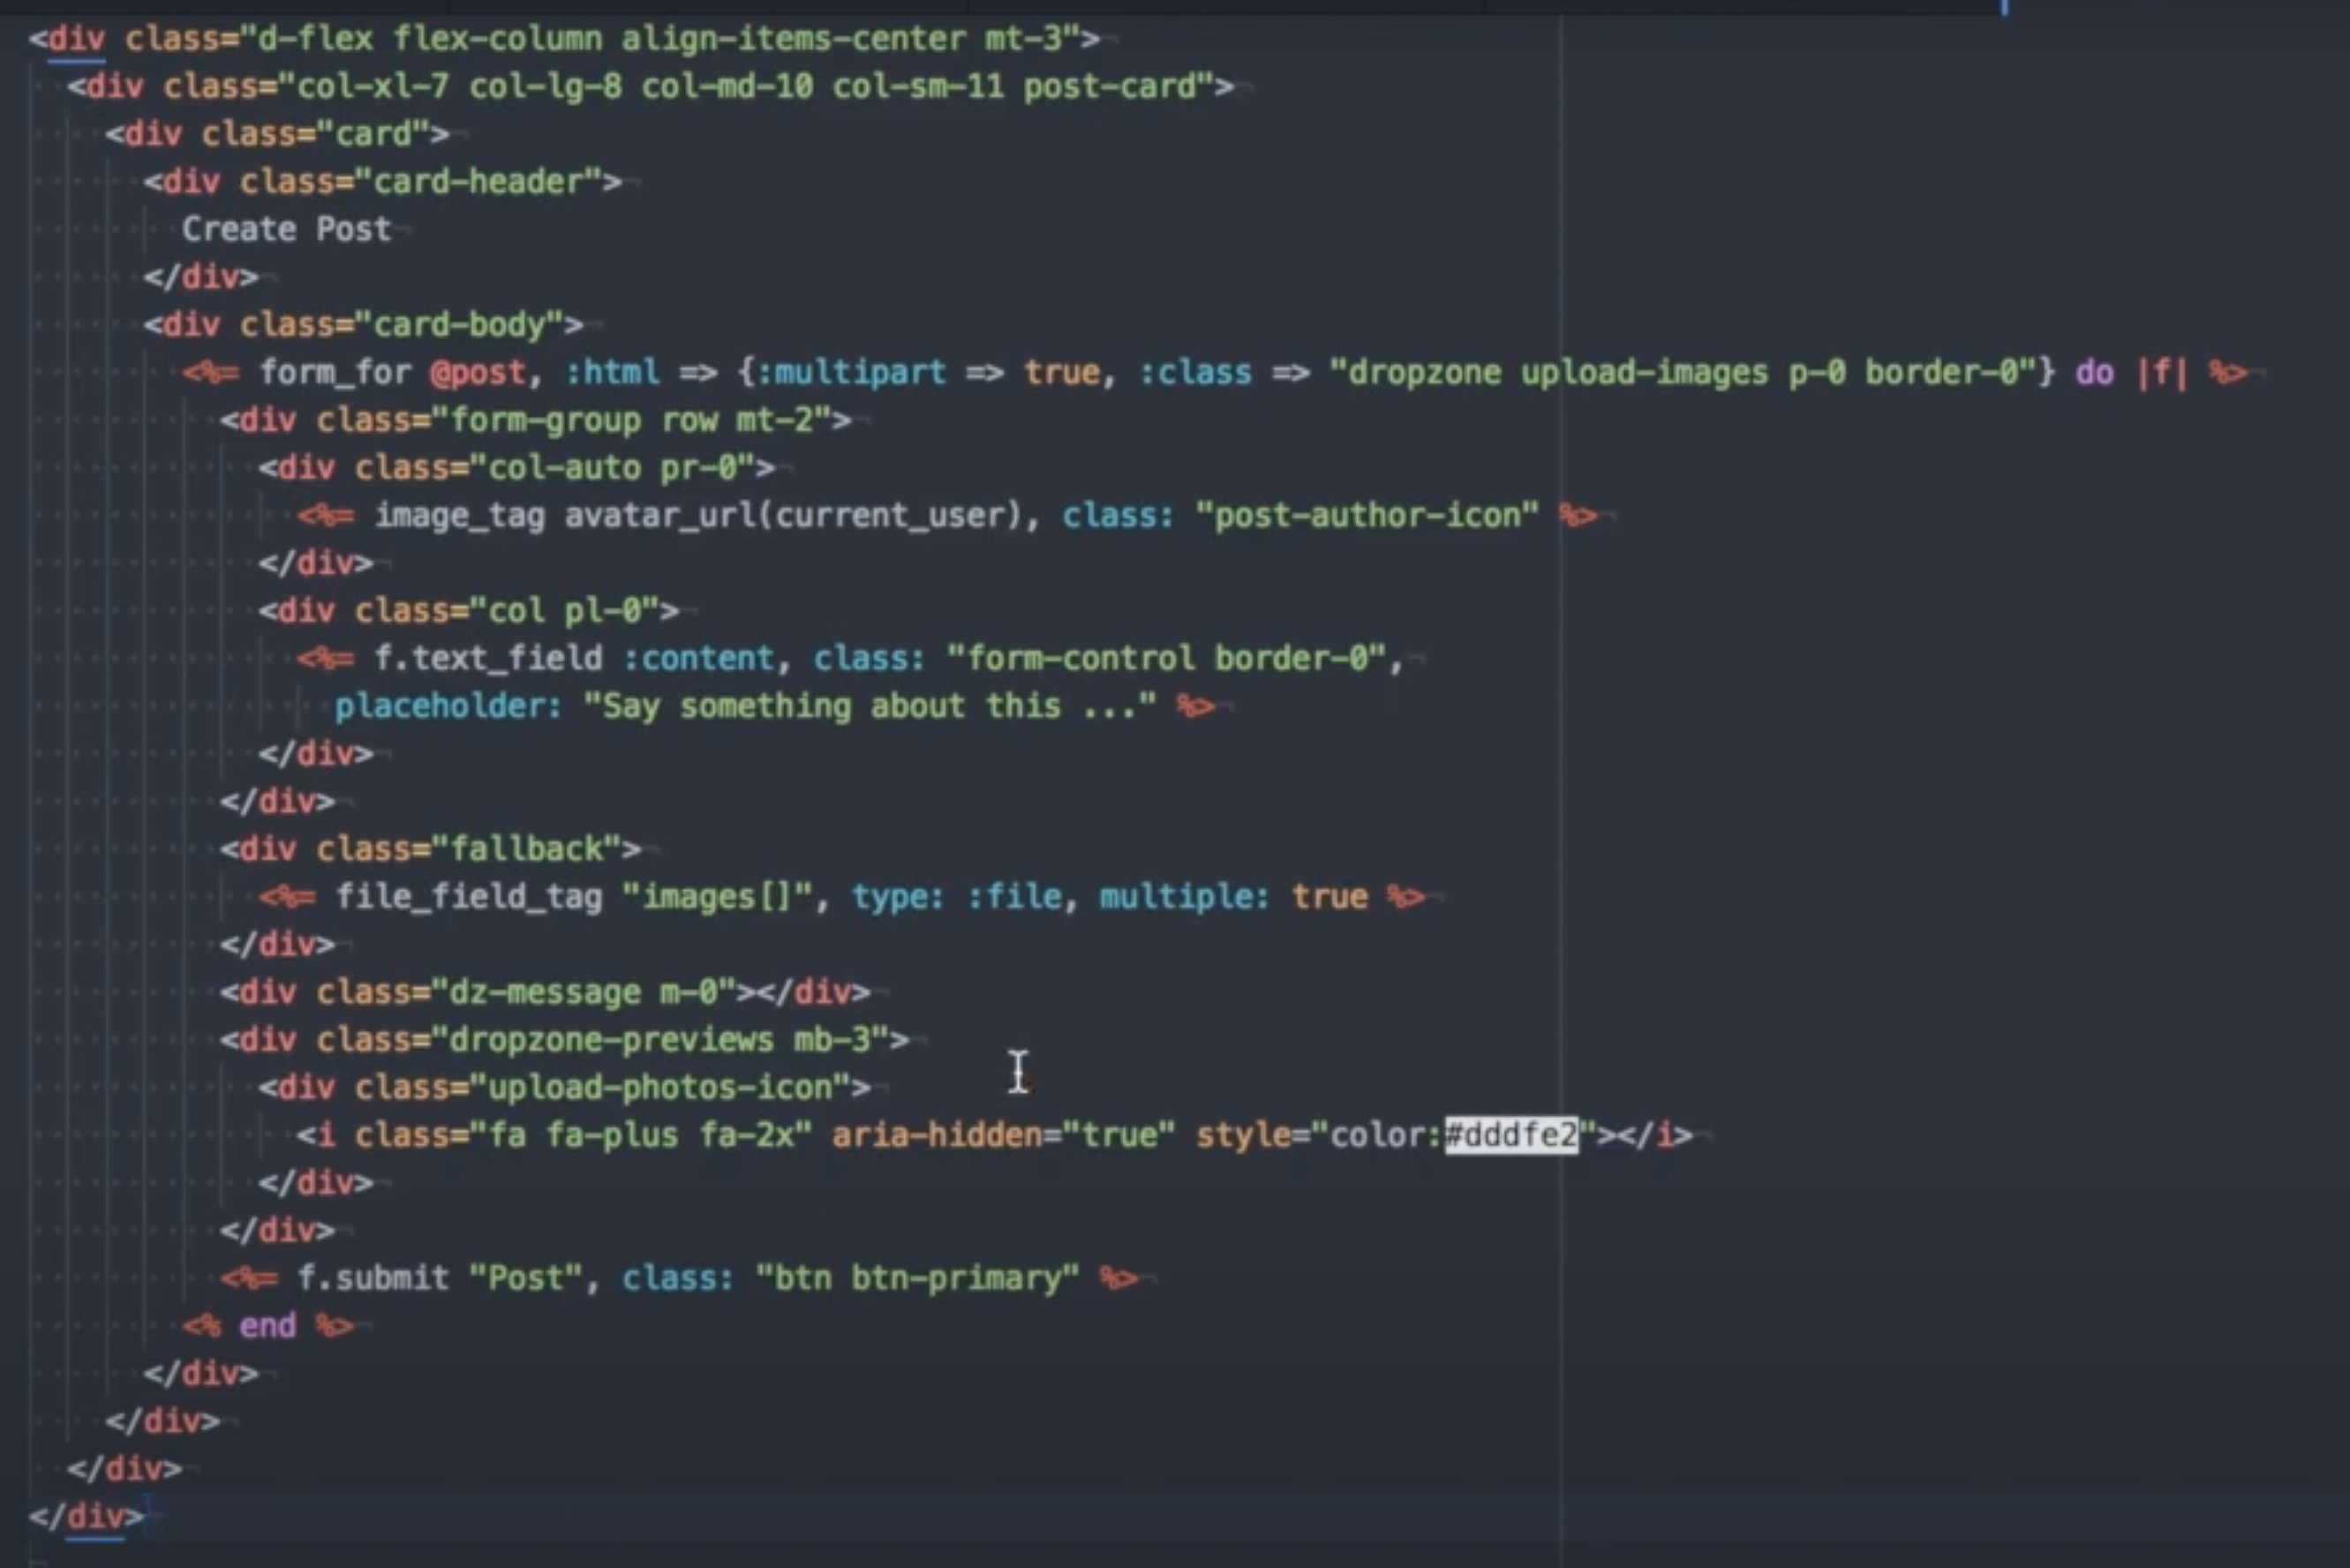 <div class="d-flex flex-column align-items-center mt-3">
  <div class="col-xl-7 col-lg-8 col-md-10 col-sm-11 post-card">
    <div class="card">
      <div class="card-header">
        Create Post
      </div>
      <div class="card-body">
        <%= form_for @post, :html => {:multipart => true, :class => "dropzone upload-images p-0 border-0"} do |f| %>
          <div class="form-group row mt-2">
            <div class="col-auto pr-0">
              <%= image_tag avatar_url(current_user), class: "post-author-icon" %>
            </div>
            <div class="col pl-0">
              <%= f.text_field :content, class: "form-control border-0",
                placeholder: "Say something about this ..." %>
            </div>
          </div>
          <div class="fallback">
            <%= file_field_tag "images[]", type: :file, multiple: true %>
          </div>
          <div class="dz-message m-0"></div>
          <div class="dropzone-previews mb-3">
            <div class="upload-photos-icon">
              <i class="fa fa-plus fa-2x" aria-hidden="true" style="color:#dddfe2"></i>
            </div>
          </div>
          <%= f.submit "Post", class: "btn btn-primary" %>
        <% end %>
      </div>
    </div>
  </div>
</div>